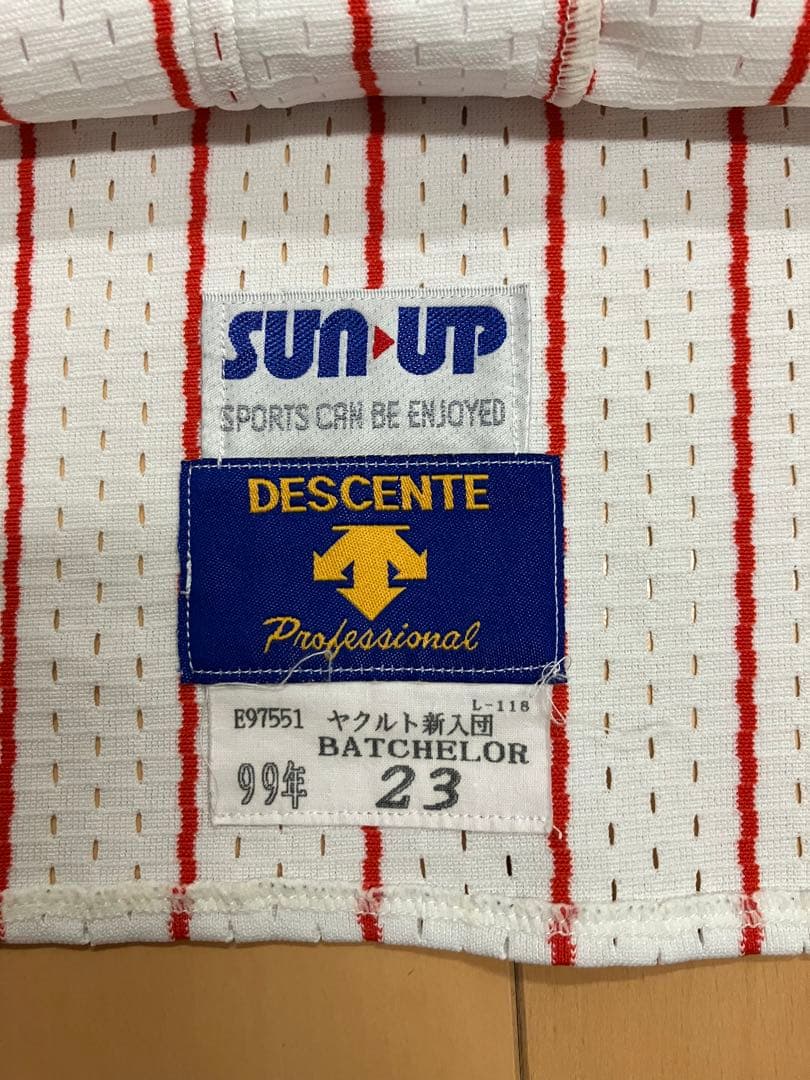 SUN▶UP
SPORTS CAN BE ENJOYED
DESCENTE
Professional
L-118
E97551 ヤクルト新入団
BATCHELOR
99年 23